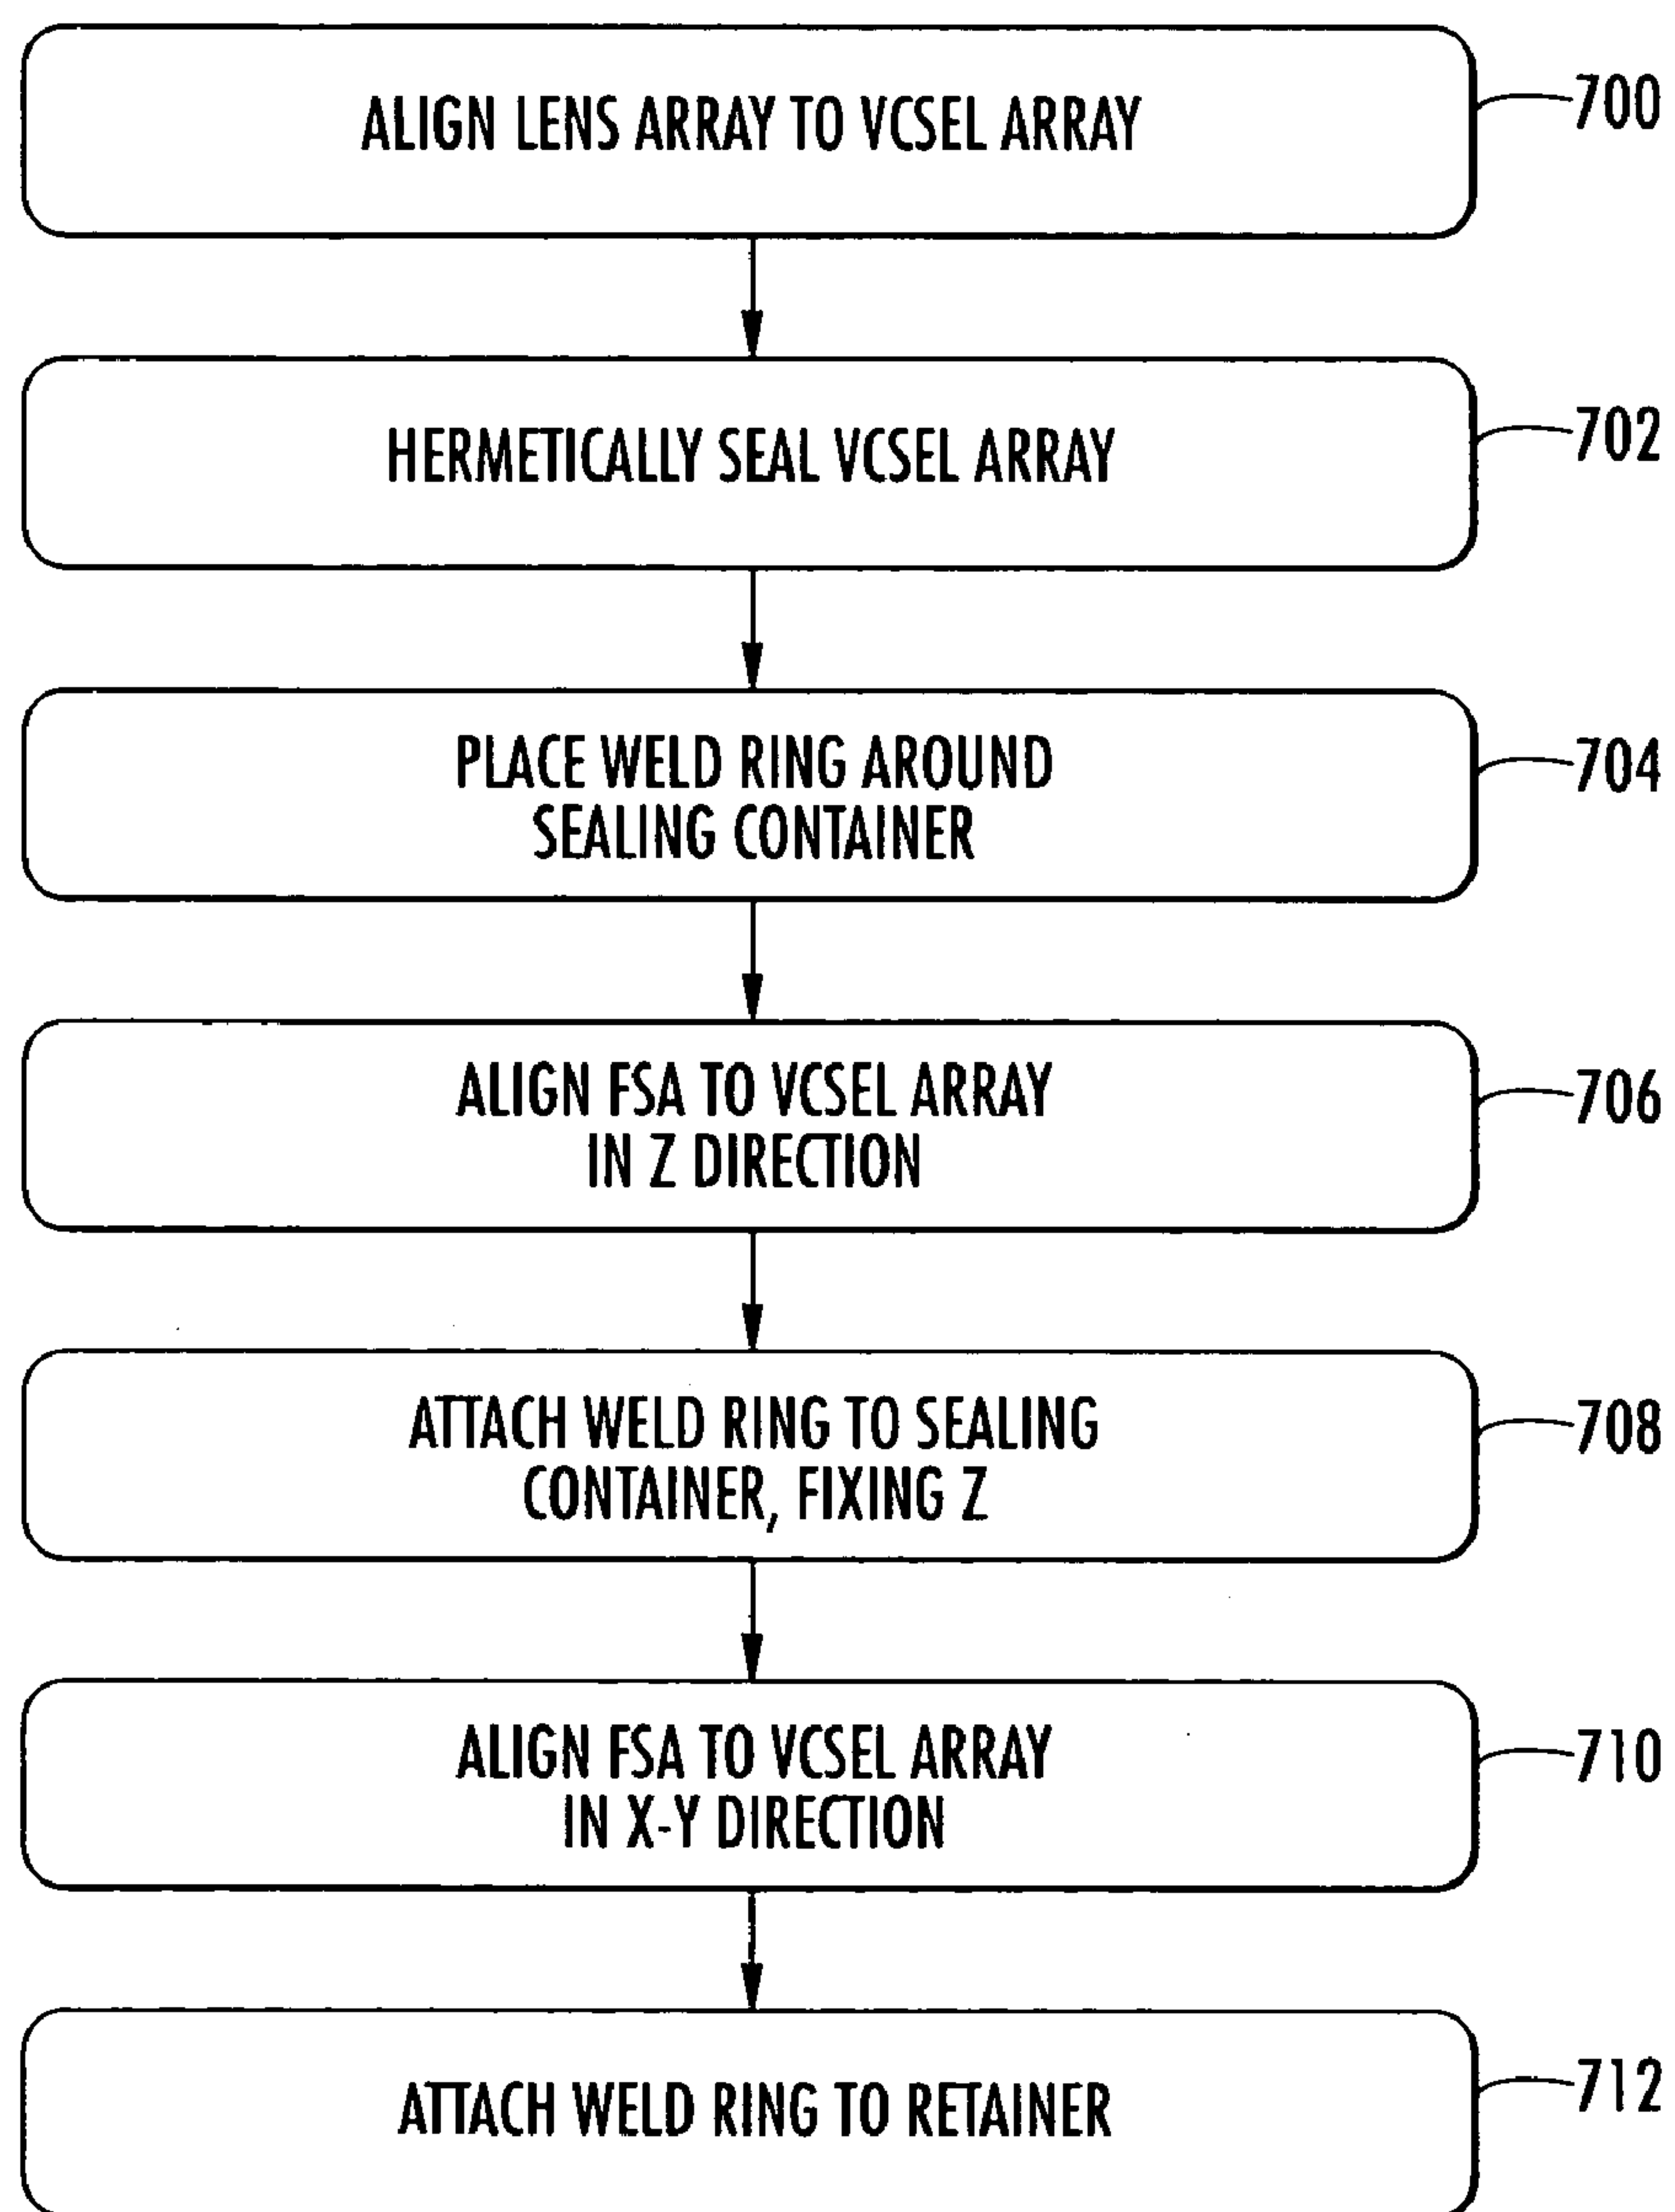 ALIGN LENS ARRAY TO VCSEL ARRAY
700
HERMETICALLY SEAL VCSEL ARRAY
702
PLACE WELD RING AROUND
SEALING CONTAINER
704
ALIGN FSA TO VCSEL ARRAY
IN Z DIRECTION
706
ATTACH WELD RING TO SEALING
CONTAINER, FIXING Z
708
ALIGN FSA TO VCSEL ARRAY
IN X-Y DIRECTION
710
ATTACH WELD RING TO RETAINER
712